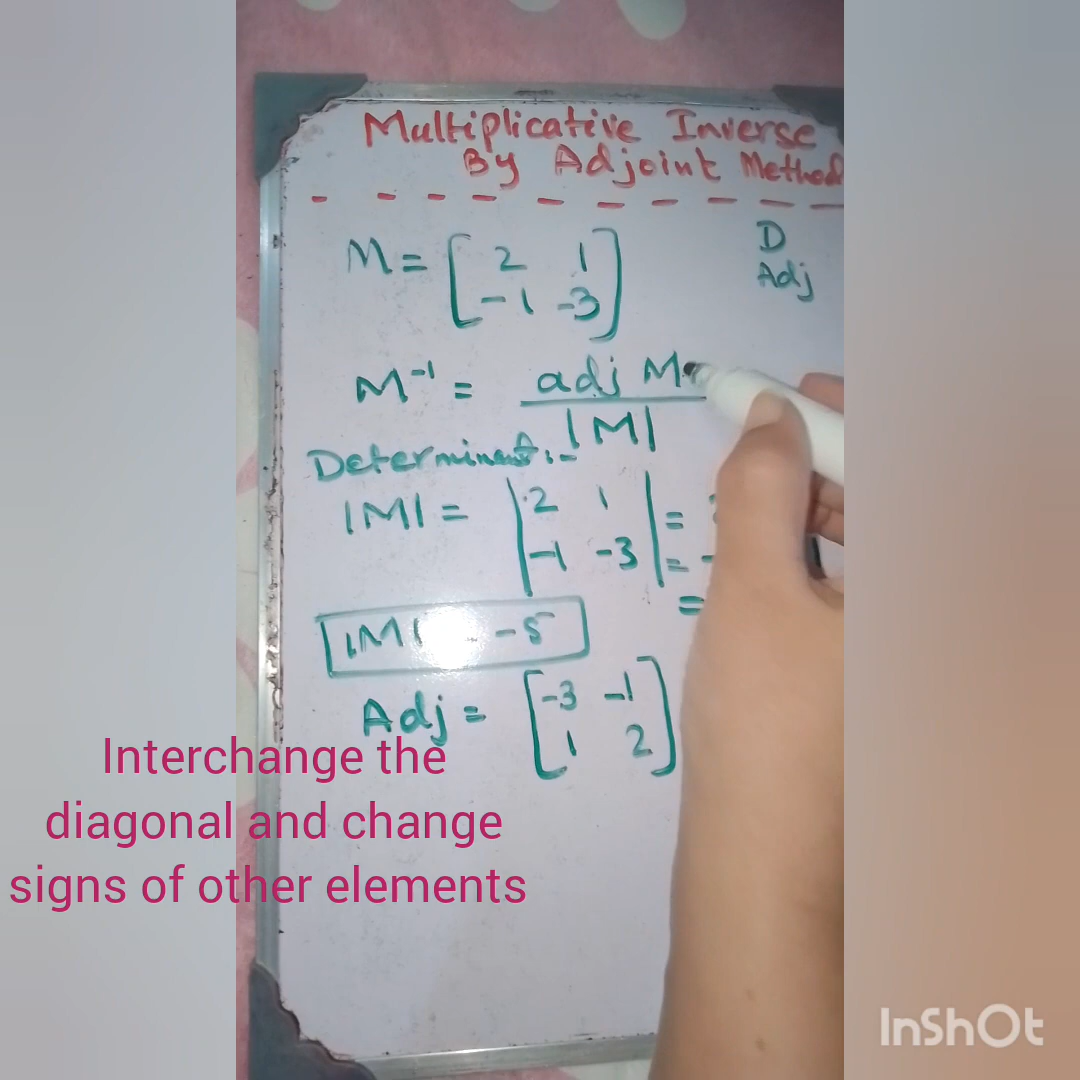 Multiplicative Inverse
By Adjoint Method
D
Adj
M = [ 2 1
-1 -3 ]
M⁻¹ = adj M
|M|
Determinant :-
|M| = | 2 1 | =
| -1 -3 | = -
=
|M| = -5
Adj = [ -3 -1
1 2 ]
Interchange the
diagonal and change
signs of other elements
InShOt